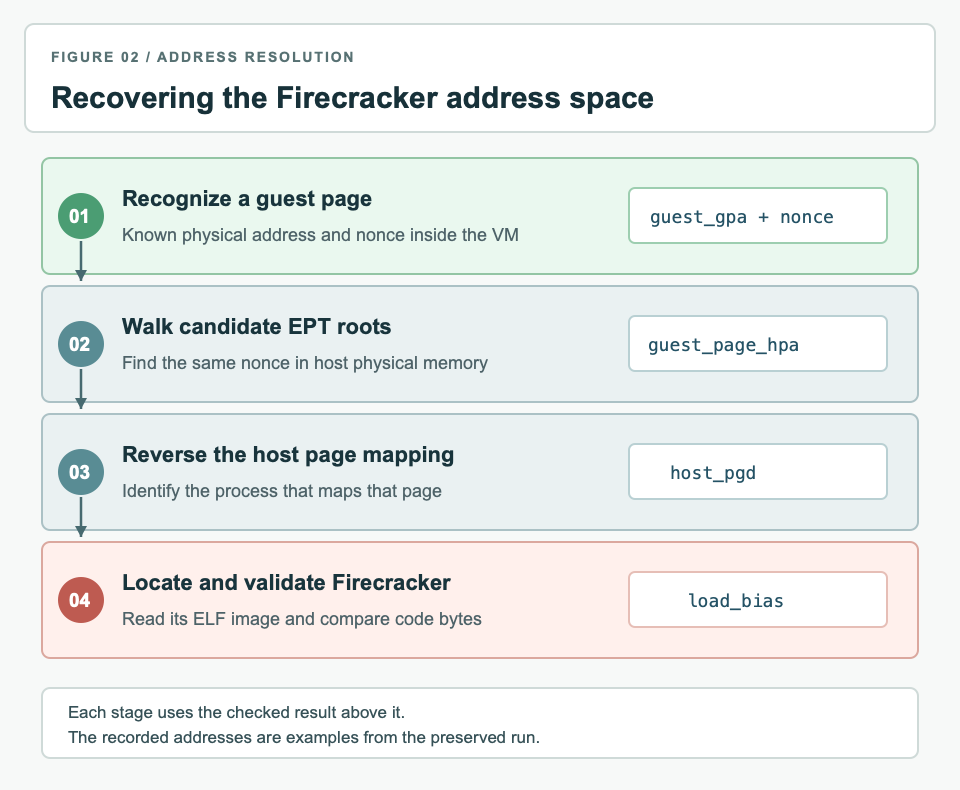 FIGURE 02 / ADDRESS RESOLUTION
Recovering the Firecracker address space
01
Recognize a guest page
Known physical address and nonce inside the VM
guest_gpa + nonce
02
Walk candidate EPT roots
Find the same nonce in host physical memory
guest_page_hpa
03
Reverse the host page mapping
Identify the process that maps that page
host_pgd
04
Locate and validate Firecracker
Read its ELF image and compare code bytes
load_bias
Each stage uses the checked result above it.
The recorded addresses are examples from the preserved run.